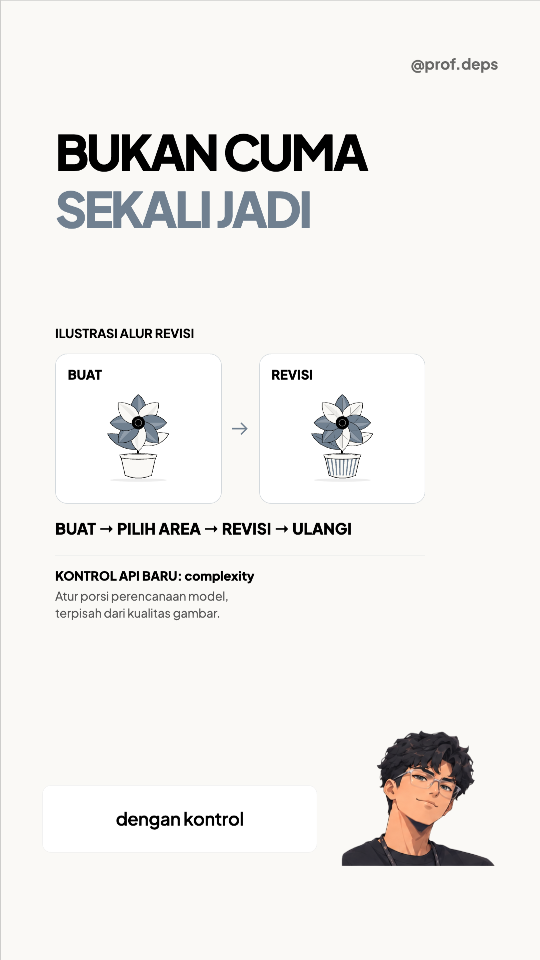 @prof.deps
BUKAN CUMA
SEKALI JADI
ILUSTRASI ALUR REVISI
BUAT
→
REVISI
BUAT → PILIH AREA → REVISI → ULANGI
KONTROL API BARU: complexity
Atur porsi perencanaan model,
terpisah dari kualitas gambar.
dengan kontrol